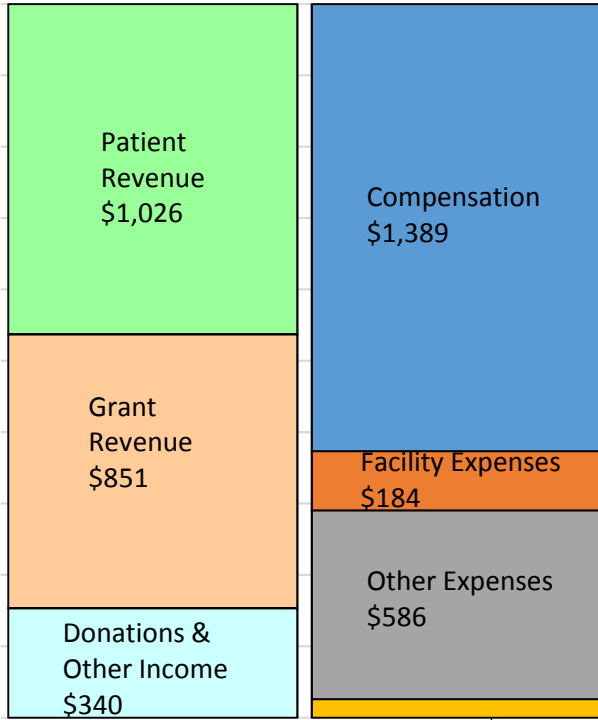 Patient
Revenue
$1,026
Grant
Revenue
$851
Donations &
Other Income
$340
Compensation
$1,389
Facility Expenses
$184
Other Expenses
$586